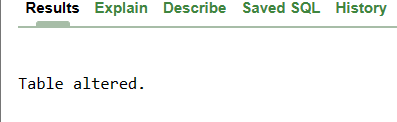 Results Explain Describe Saved SQL History
Table altered.